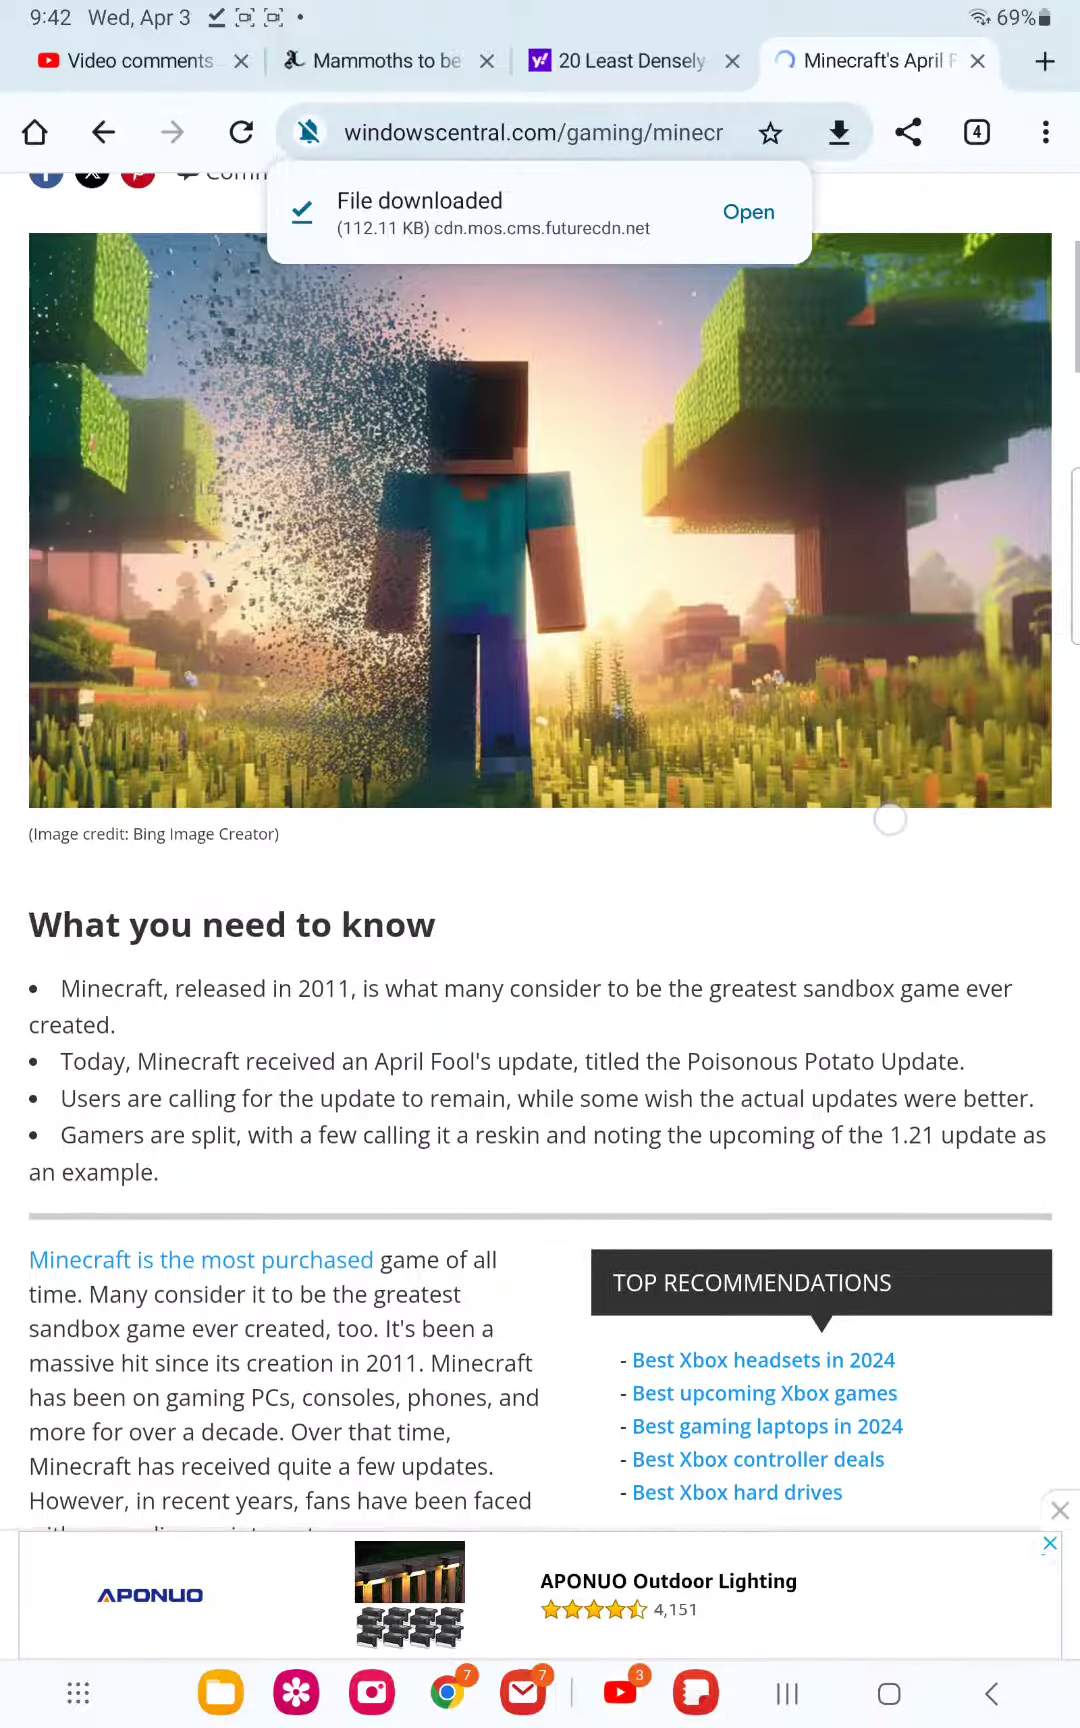 9:42 Wed, Apr 3
69%
Video comments
Mammoths to be
20 Least Densely
Minecraft's April F
windowscentral.com/gaming/minecr
4
File downloaded
(112.11 KB) cdn.mos.cms.futurecdn.net
Open
(Image credit: Bing Image Creator)
What you need to know
• Minecraft, released in 2011, is what many consider to be the greatest sandbox game ever
created.
• Today, Minecraft received an April Fool's update, titled the Poisonous Potato Update.
• Users are calling for the update to remain, while some wish the actual updates were better.
• Gamers are split, with a few calling it a reskin and noting the upcoming of the 1.21 update as
an example.
Minecraft is the most purchased game of all
time. Many consider it to be the greatest
sandbox game ever created, too. It's been a
massive hit since its creation in 2011. Minecraft
has been on gaming PCs, consoles, phones, and
more for over a decade. Over that time,
Minecraft has received quite a few updates.
However, in recent years, fans have been faced
TOP RECOMMENDATIONS
- Best Xbox headsets in 2024
- Best upcoming Xbox games
- Best gaming laptops in 2024
- Best Xbox controller deals
- Best Xbox hard drives
APONUO
APONUO Outdoor Lighting
4,151
7
7
3